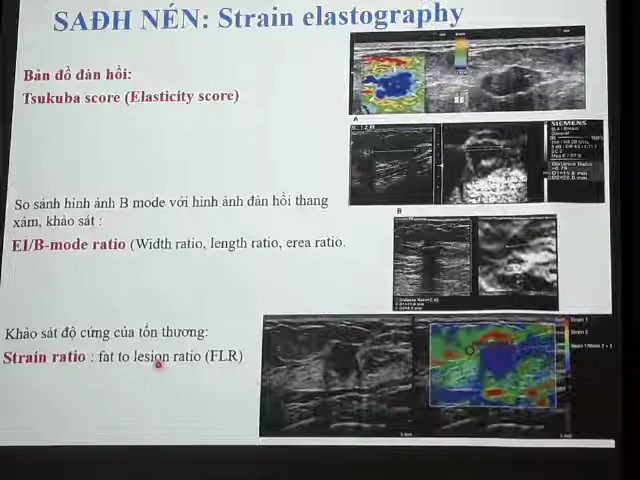 SAĐH NÉN: Strain elastography
Bản đồ đàn hồi:
Tsukuba score (Elasticity score)
A
SIEMENS
So sánh hình ảnh B mode với hình ảnh đàn hồi thang
xám, khảo sát :
EI/B-mode ratio (Width ratio, length ratio, erea ratio.
B
Khảo sát độ cứng của tổn thương:
Strain ratio : fat to lesion ratio (FLR)